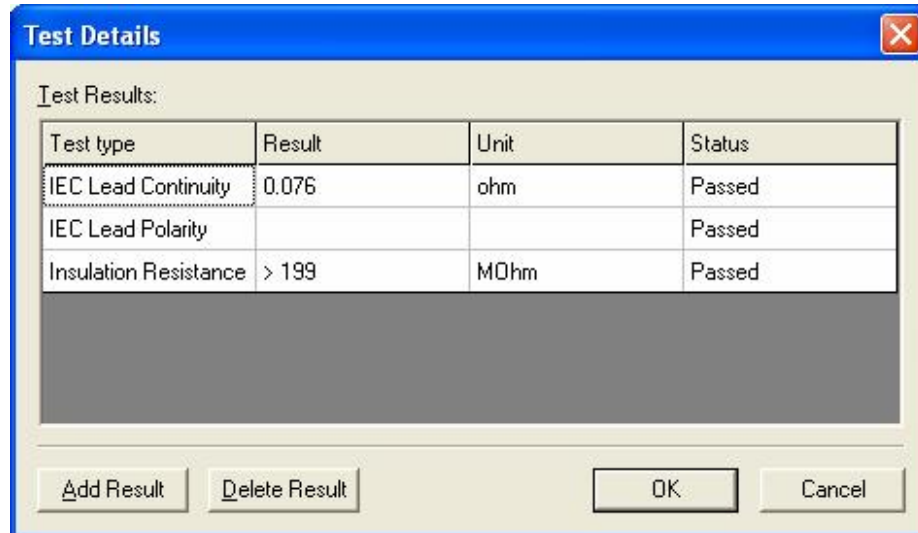 Test Details
Test Results:
Test type Result Unit Status
IEC Lead Continuity 0.076 ohm Passed
IEC Lead Polarity Passed
Insulation Resistance > 199 MOhm Passed
Add Result Delete Result OK Cancel